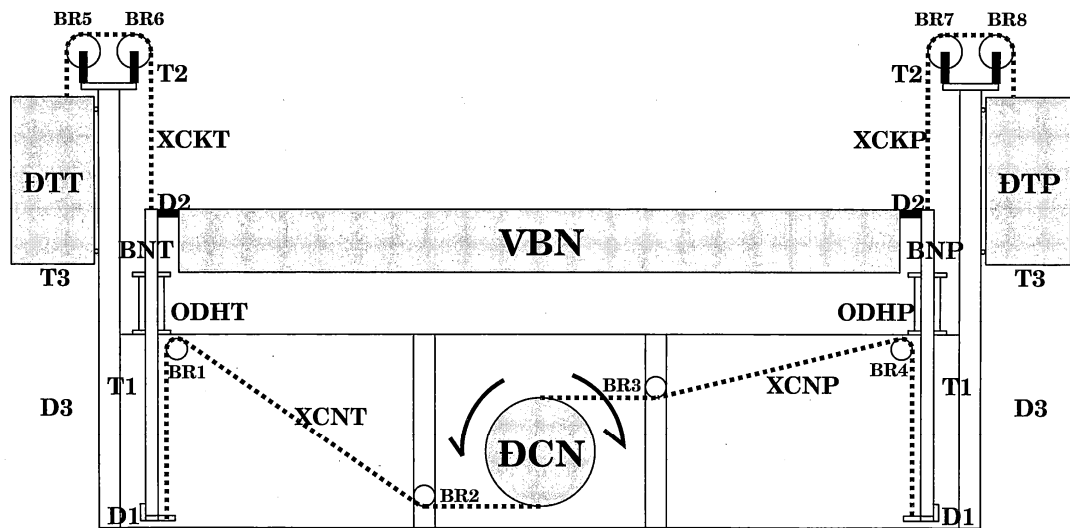 BR5 BR6 BR7 BR8
T2 T2
XCKT XCKP
ĐTT ĐTP
D2 D2
VBN
BNT BNP
T3 T3
ODHT ODHP
BR1 BR3 BR4
T1 XCNP T1
D3 XCNT D3
ĐCN
BR2
D1 D1